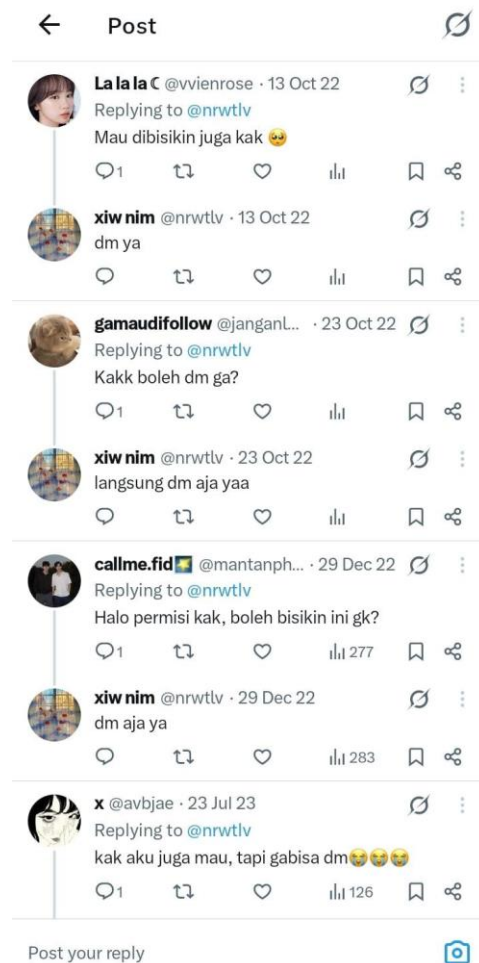 Post
La la la☾ @vvienrose · 13 Oct 22
Replying to @nrwtlv
Mau dibisikin juga kak 🥺
1
xiw nim @nrwtlv · 13 Oct 22
dm ya
gamaudifollow @janganl... · 23 Oct 22
Replying to @nrwtlv
Kakk boleh dm ga?
1
xiw nim @nrwtlv · 23 Oct 22
langsung dm aja yaa
callme.fid🌠 @mantanph... · 29 Dec 22
Replying to @nrwtlv
Halo permisi kak, boleh bisikin ini gk?
1 277
xiw nim @nrwtlv · 29 Dec 22
dm aja ya
283
x @avbjae · 23 Jul 23
Replying to @nrwtlv
kak aku juga mau, tapi gabisa dm😭😭😭
1 126
Post your reply